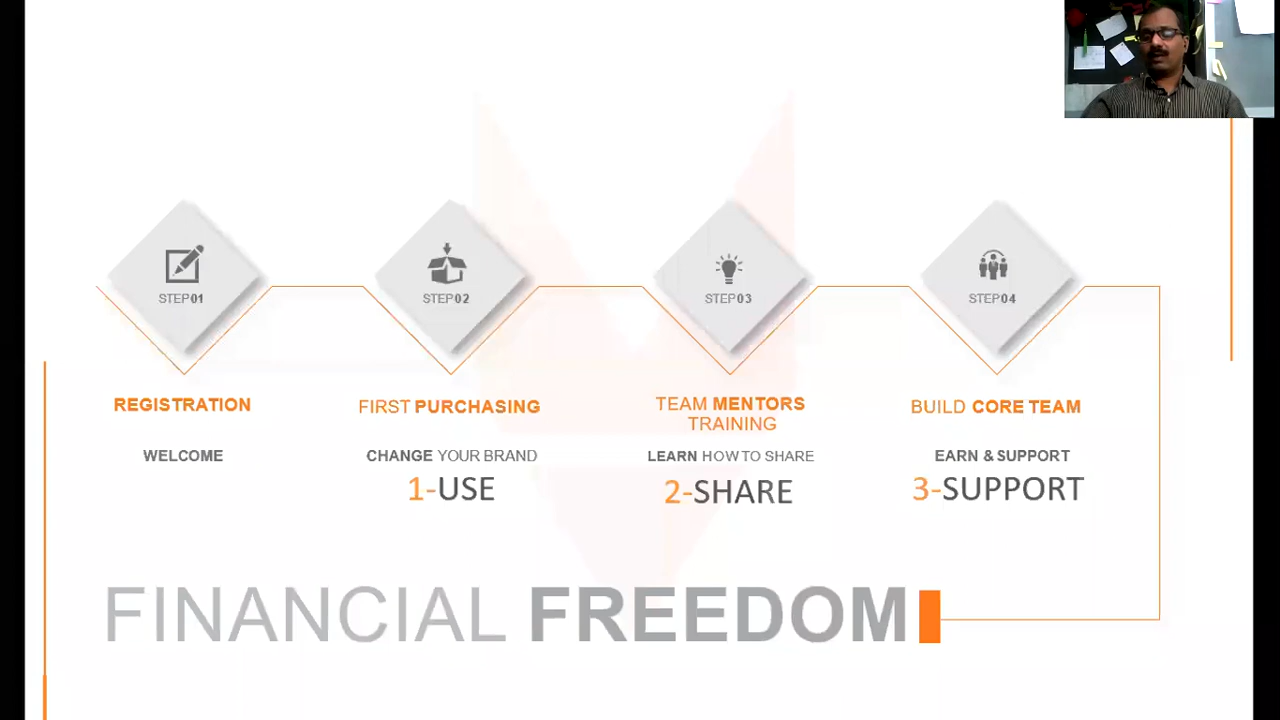 STEP01
STEP02
STEP03
STEP04
REGISTRATION
FIRST PURCHASING
TEAM MENTORS
TRAINING
BUILD CORE TEAM
WELCOME
CHANGE YOUR BRAND
LEARN HOW TO SHARE
EARN & SUPPORT
1-USE
2-SHARE
3-SUPPORT
FINANCIAL FREEDOM